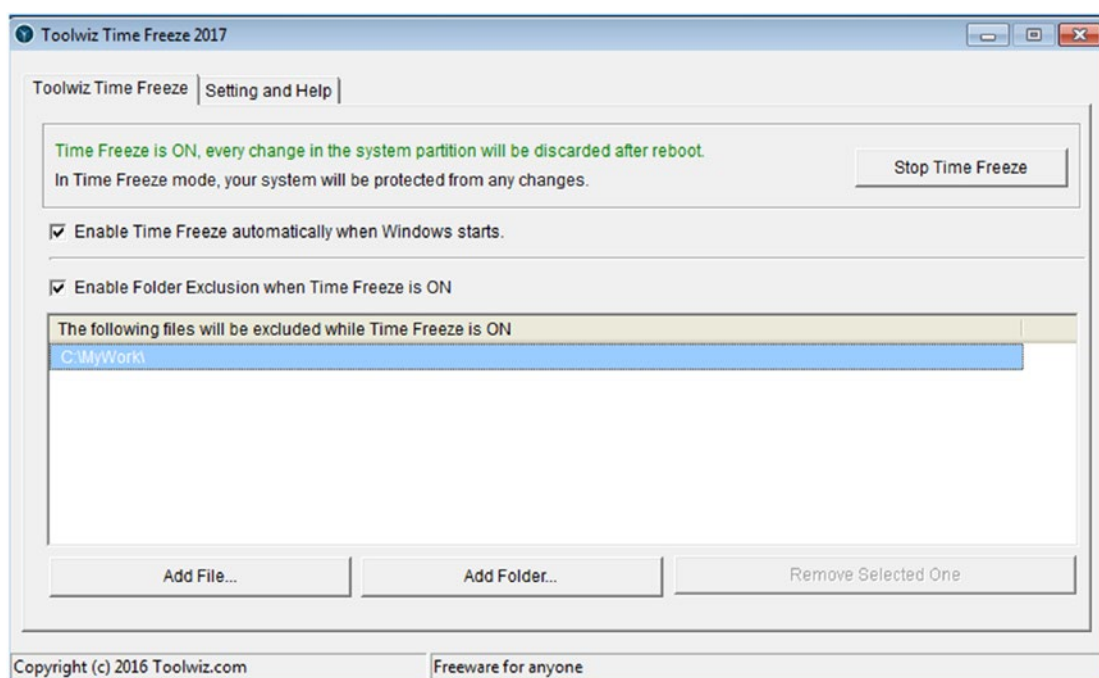 Toolwiz Time Freeze 2017
Toolwiz Time Freeze
Setting and Help
Time Freeze is ON, every change in the system partition will be discarded after reboot.
In Time Freeze mode, your system will be protected from any changes.
Stop Time Freeze
Enable Time Freeze automatically when Windows starts.
Enable Folder Exclusion when Time Freeze is ON
The following files will be excluded while Time Freeze is ON
C:\MyWork\
Add File...
Add Folder...
Remove Selected One
Copyright (c) 2016 Toolwiz.com
Freeware for anyone